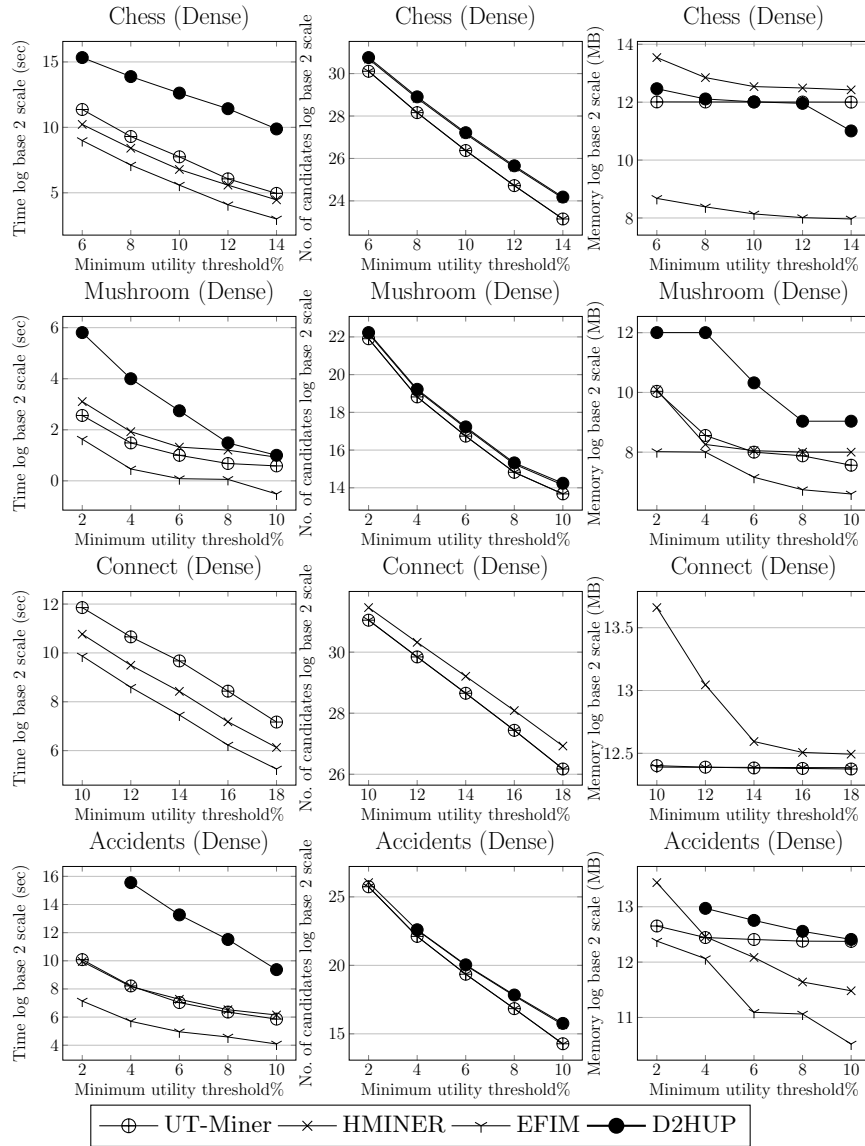 Chess (Dense)
Time log base 2 scale (sec)
15
10
5
6 8 10 12 14
Minimum utility threshold%
Chess (Dense)
No. of candidates log base 2 scale
30
28
26
24
6 8 10 12 14
Minimum utility threshold%
Chess (Dense)
Memory log base 2 scale (MB)
14
12
10
8
6 8 10 12 14
Minimum utility threshold%
Mushroom (Dense)
Time log base 2 scale (sec)
6
4
2
0
2 4 6 8 10
Minimum utility threshold%
Mushroom (Dense)
No. of candidates log base 2 scale
22
20
18
16
14
2 4 6 8 10
Minimum utility threshold%
Mushroom (Dense)
Memory log base 2 scale (MB)
12
10
8
2 4 6 8 10
Minimum utility threshold%
Connect (Dense)
Time log base 2 scale (sec)
12
10
8
6
10 12 14 16 18
Minimum utility threshold%
Connect (Dense)
No. of candidates log base 2 scale
30
28
26
10 12 14 16 18
Minimum utility threshold%
Connect (Dense)
Memory log base 2 scale (MB)
13.5
13
12.5
10 12 14 16 18
Minimum utility threshold%
Accidents (Dense)
Time log base 2 scale (sec)
16
14
12
10
8
6
4
2 4 6 8 10
Minimum utility threshold%
Accidents (Dense)
No. of candidates log base 2 scale
25
20
15
2 4 6 8 10
Minimum utility threshold%
Accidents (Dense)
Memory log base 2 scale (MB)
13
12
11
2 4 6 8 10
Minimum utility threshold%
UT-Miner HMINER EFIM D2HUP